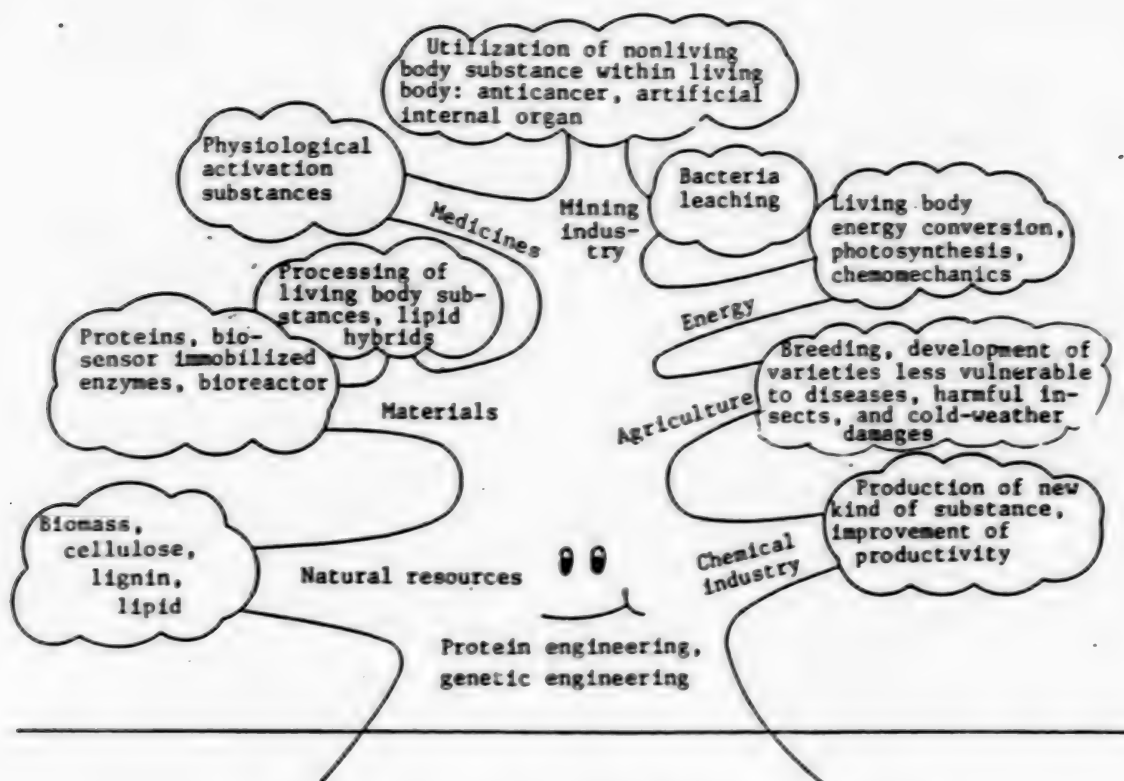 Utilization of nonliving
body substance within living
body: anticancer, artificial
internal organ
Physiological
activation
substances
Bacteria
leaching
Mining
indus-
try
Living body
energy conversion,
photosynthesis,
chemomechanics
Medicines
Processing of
living body sub-
stances, lipid
hybrids
Energy
Proteins, bio-
sensor immobilized
enzymes, bioreactor
Breeding, development of
varieties less vulnerable
to diseases, harmful in-
sects, and cold-weather
damages
Materials
Agriculture
Production of new
kind of substance,
improvement of
productivity
Biomass,
cellulose,
lignin,
lipid
Natural resources
Chemical
industry
Protein engineering,
genetic engineering